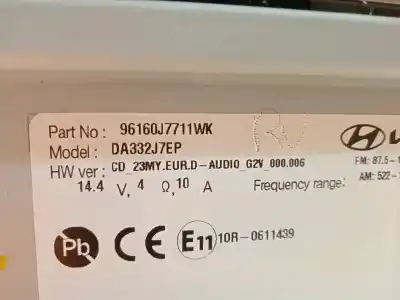 Part No : 96160J7711WK
Model : DA332J7EP
HW ver : CD_23MY.EUR.D-AUDIO_G2V_000.006
14.4 V, 4 Ω, 10 A
Frequency range:
FM: 87.5-1
AM: 522-
Pb CE E11 10R-0611439